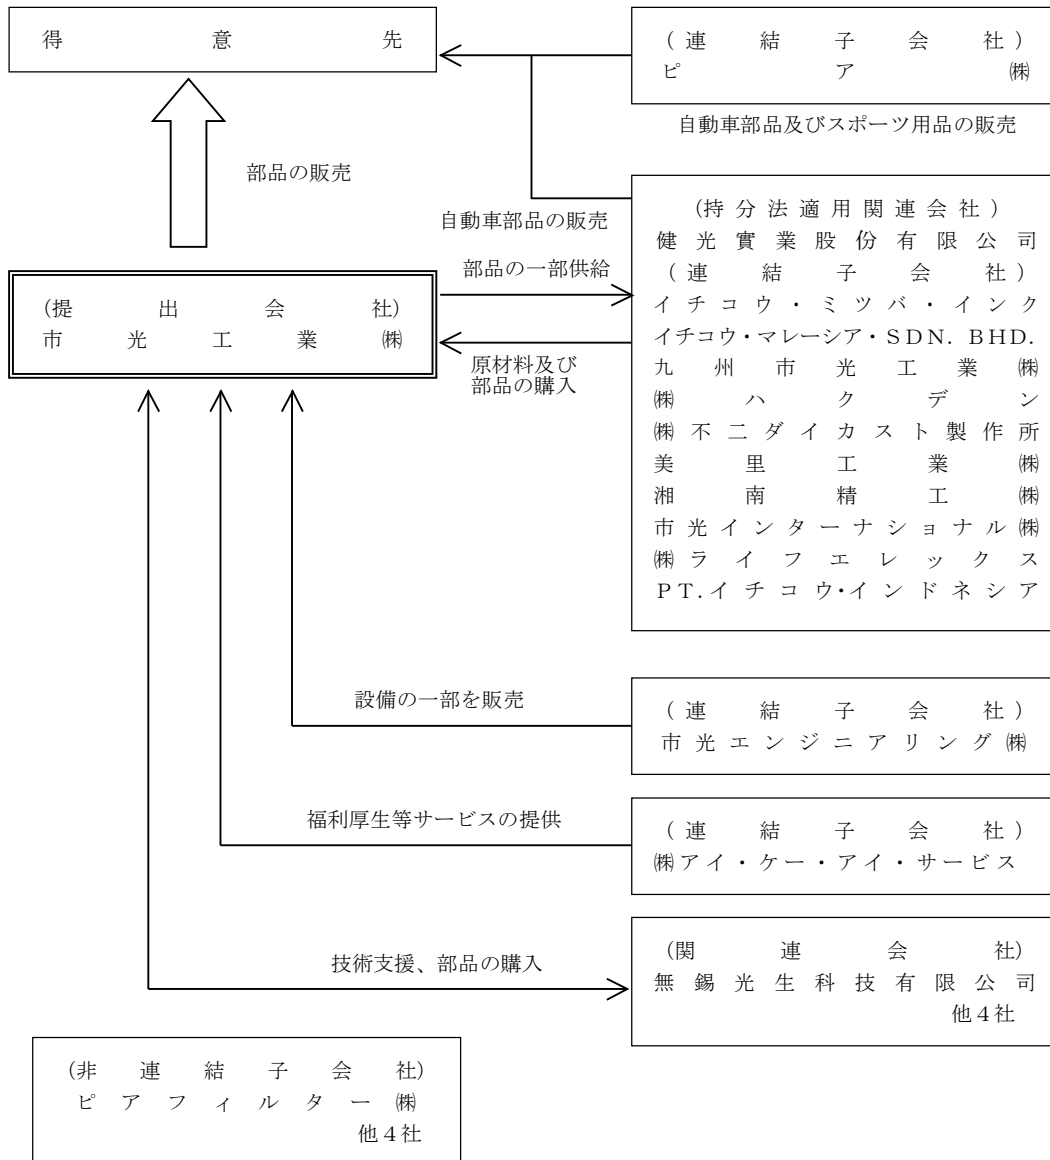 得意先
(連結子会社)
ピア㈱
自動車部品及びスポーツ用品の販売
部品の販売
自動車部品の販売
(持分法適用関連会社)
健光實業股份有限公司
(連結子会社)
イチコウ・ミツバ・インク
イチコウ・マレーシア・SDN. BHD.
九州市光工業㈱
㈱ハクデン
㈱不二ダイカスト製作所
美里工業㈱
湘南精工㈱
市光インターナショナル㈱
㈱ライフエレックス
PT.イチコウ・インドネシア
部品の一部供給
(提出会社)
市光工業㈱
原材料及び
部品の購入
設備の一部を販売
(連結子会社)
市光エンジニアリング㈱
福利厚生等サービスの提供
(連結子会社)
㈱アイ・ケー・アイ・サービス
技術支援、部品の購入
(関連会社)
無錫光生科技有限公司
他4社
(非連結子会社)
ピアフィルター㈱
他4社